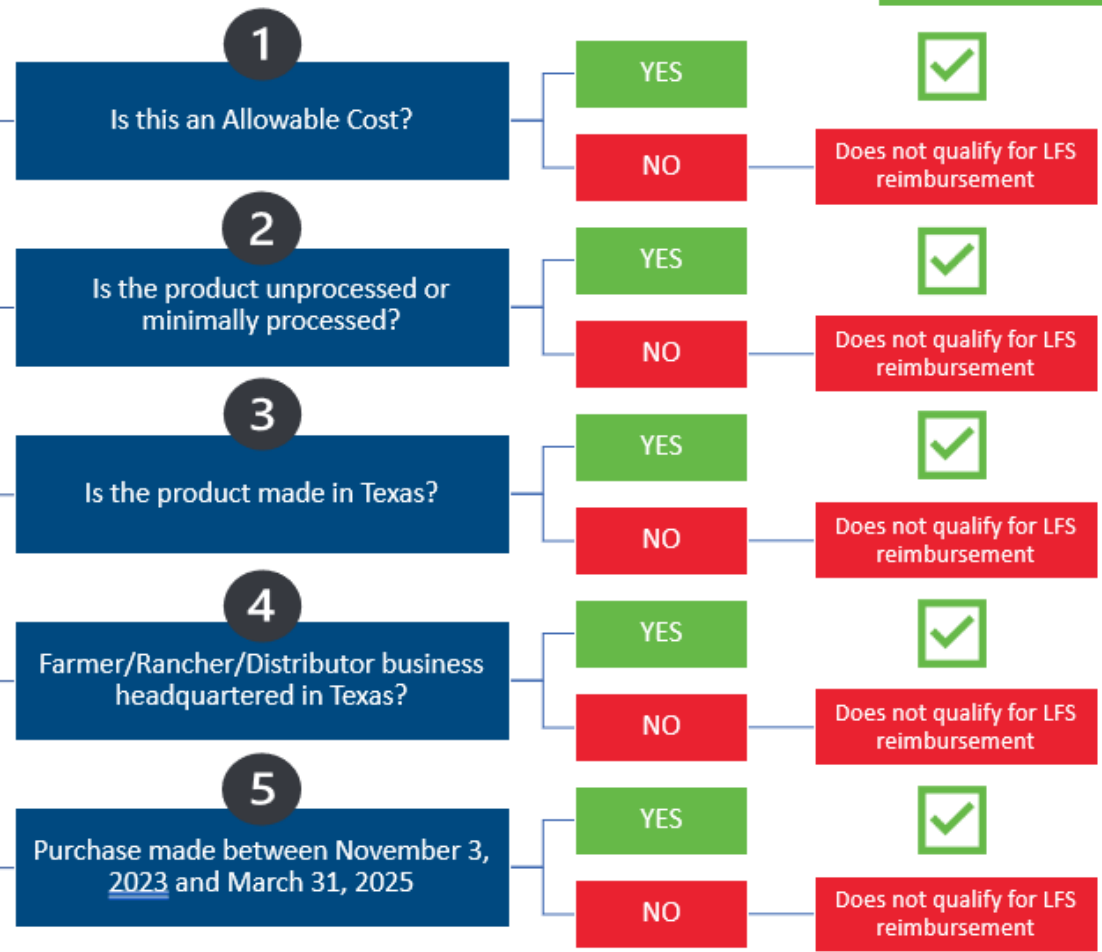 1
Is this an Allowable Cost?
YES
NO
Does not qualify for LFS
reimbursement
2
Is the product unprocessed or
minimally processed?
YES
NO
Does not qualify for LFS
reimbursement
3
Is the product made in Texas?
YES
NO
Does not qualify for LFS
reimbursement
4
Farmer/Rancher/Distributor business
headquartered in Texas?
YES
NO
Does not qualify for LFS
reimbursement
5
Purchase made between November 3,
2023 and March 31, 2025
YES
NO
Does not qualify for LFS
reimbursement